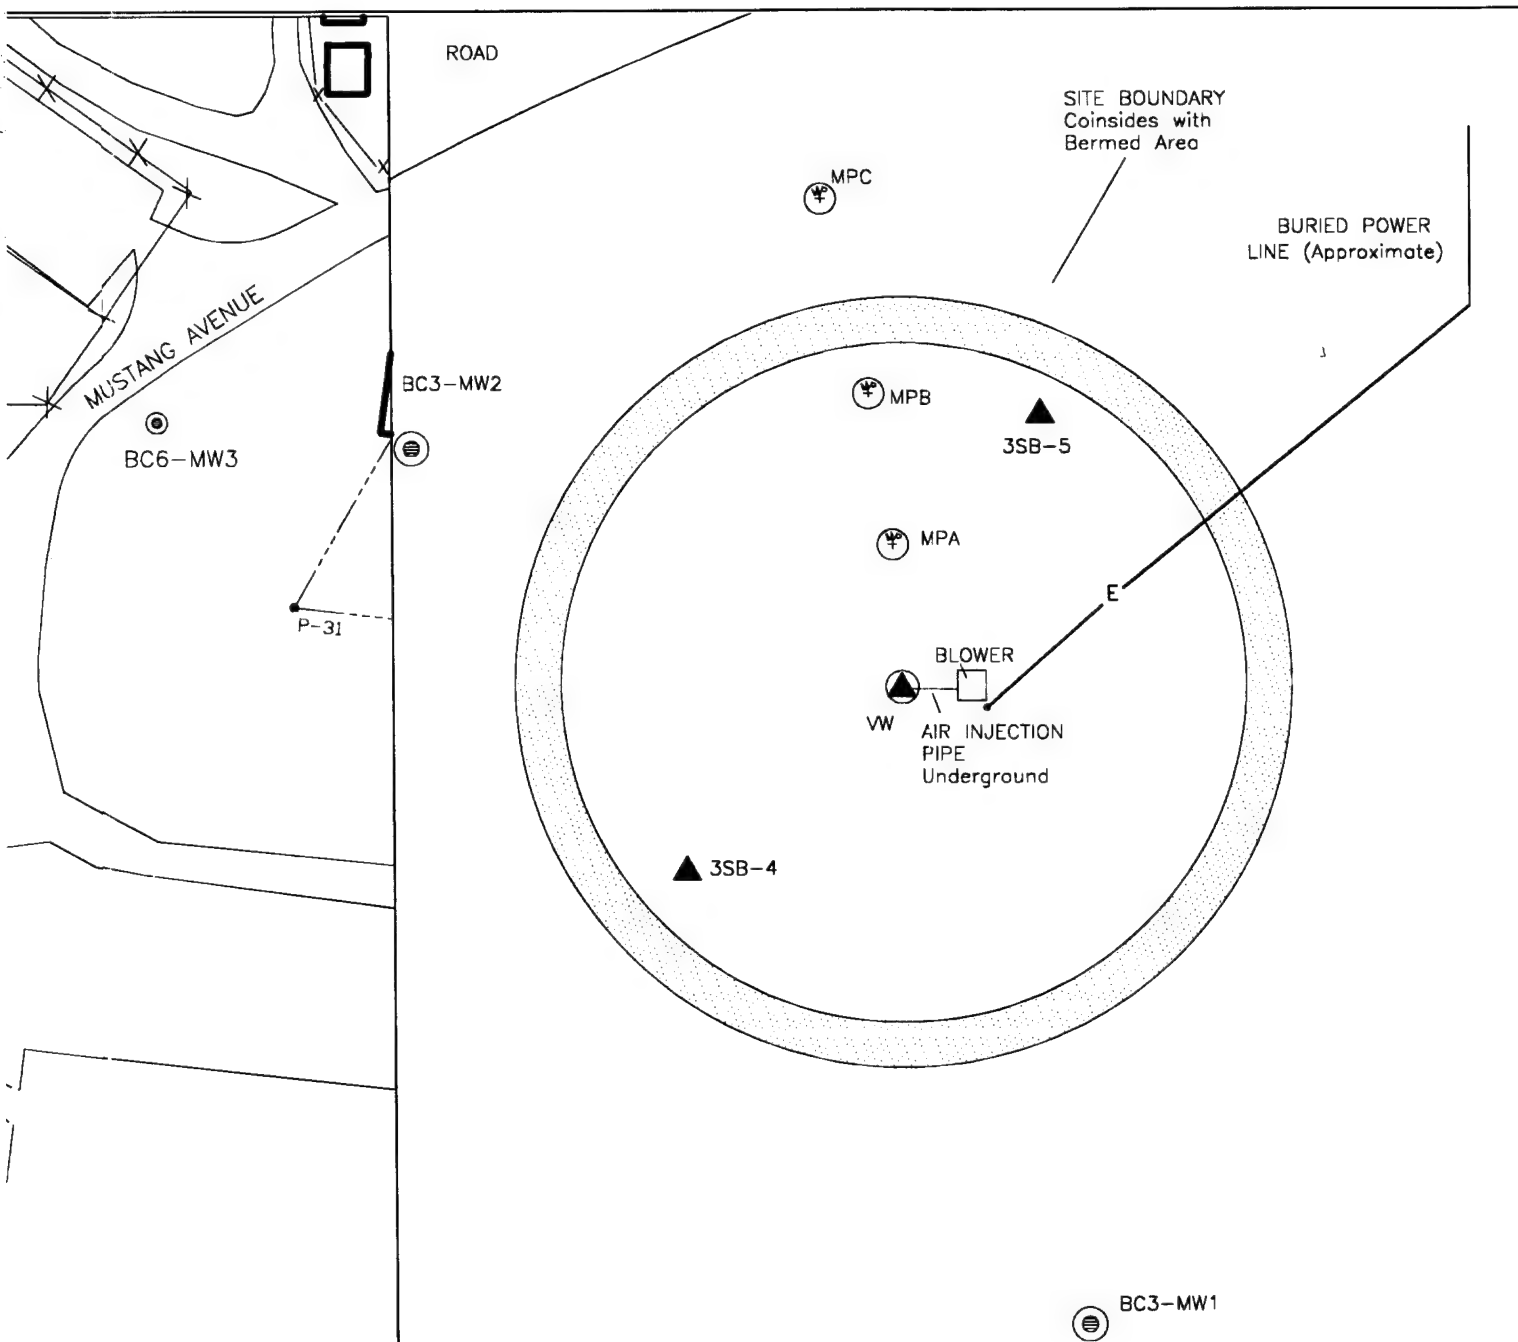 ROAD
SITE BOUNDARY
Coinsides with
Bermed Area
MPC
BURIED POWER
LINE (Approximate)
MUSTANG AVENUE
BC3-MW2
MPB
3SB-5
BC6-MW3
MPA
E
P-31
BLOWER
VW
AIR INJECTION
PIPE
Underground
3SB-4
BC3-MW1